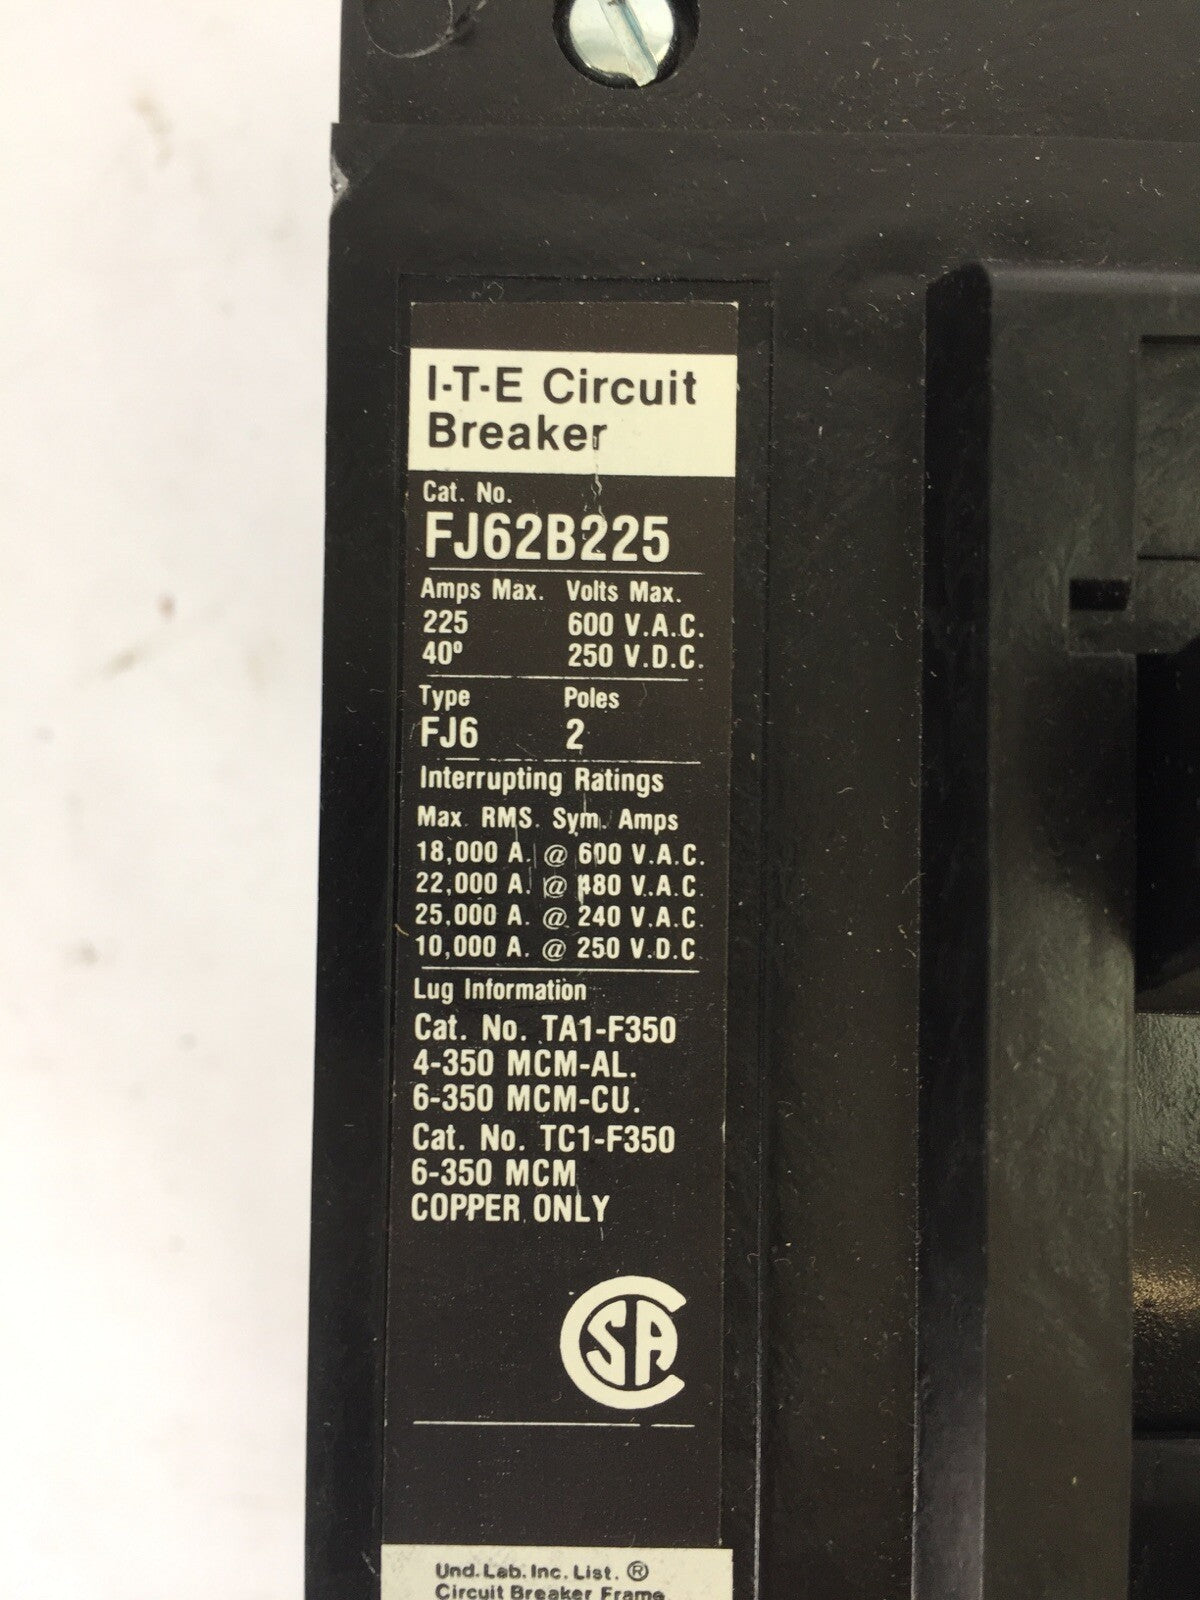 I-T-E Circuit
Breaker
Cat. No.
FJ62B225
Amps Max. Volts Max.
225 600 V.A.C.
40º 250 V.D.C.
Type Poles
FJ6 2
Interrupting Ratings
Max. RMS. Sym. Amps
18,000 A. @ 600 V.A.C.
22,000 A. @ 480 V.A.C.
25,000 A. @ 240 V.A.C.
10,000 A. @ 250 V.D.C
Lug Information
Cat. No. TA1-F350
4-350 MCM-AL.
6-350 MCM-CU.
Cat. No. TC1-F350
6-350 MCM
COPPER ONLY
CSA
Und. Lab. Inc. List. ®
Circuit Breaker Frame